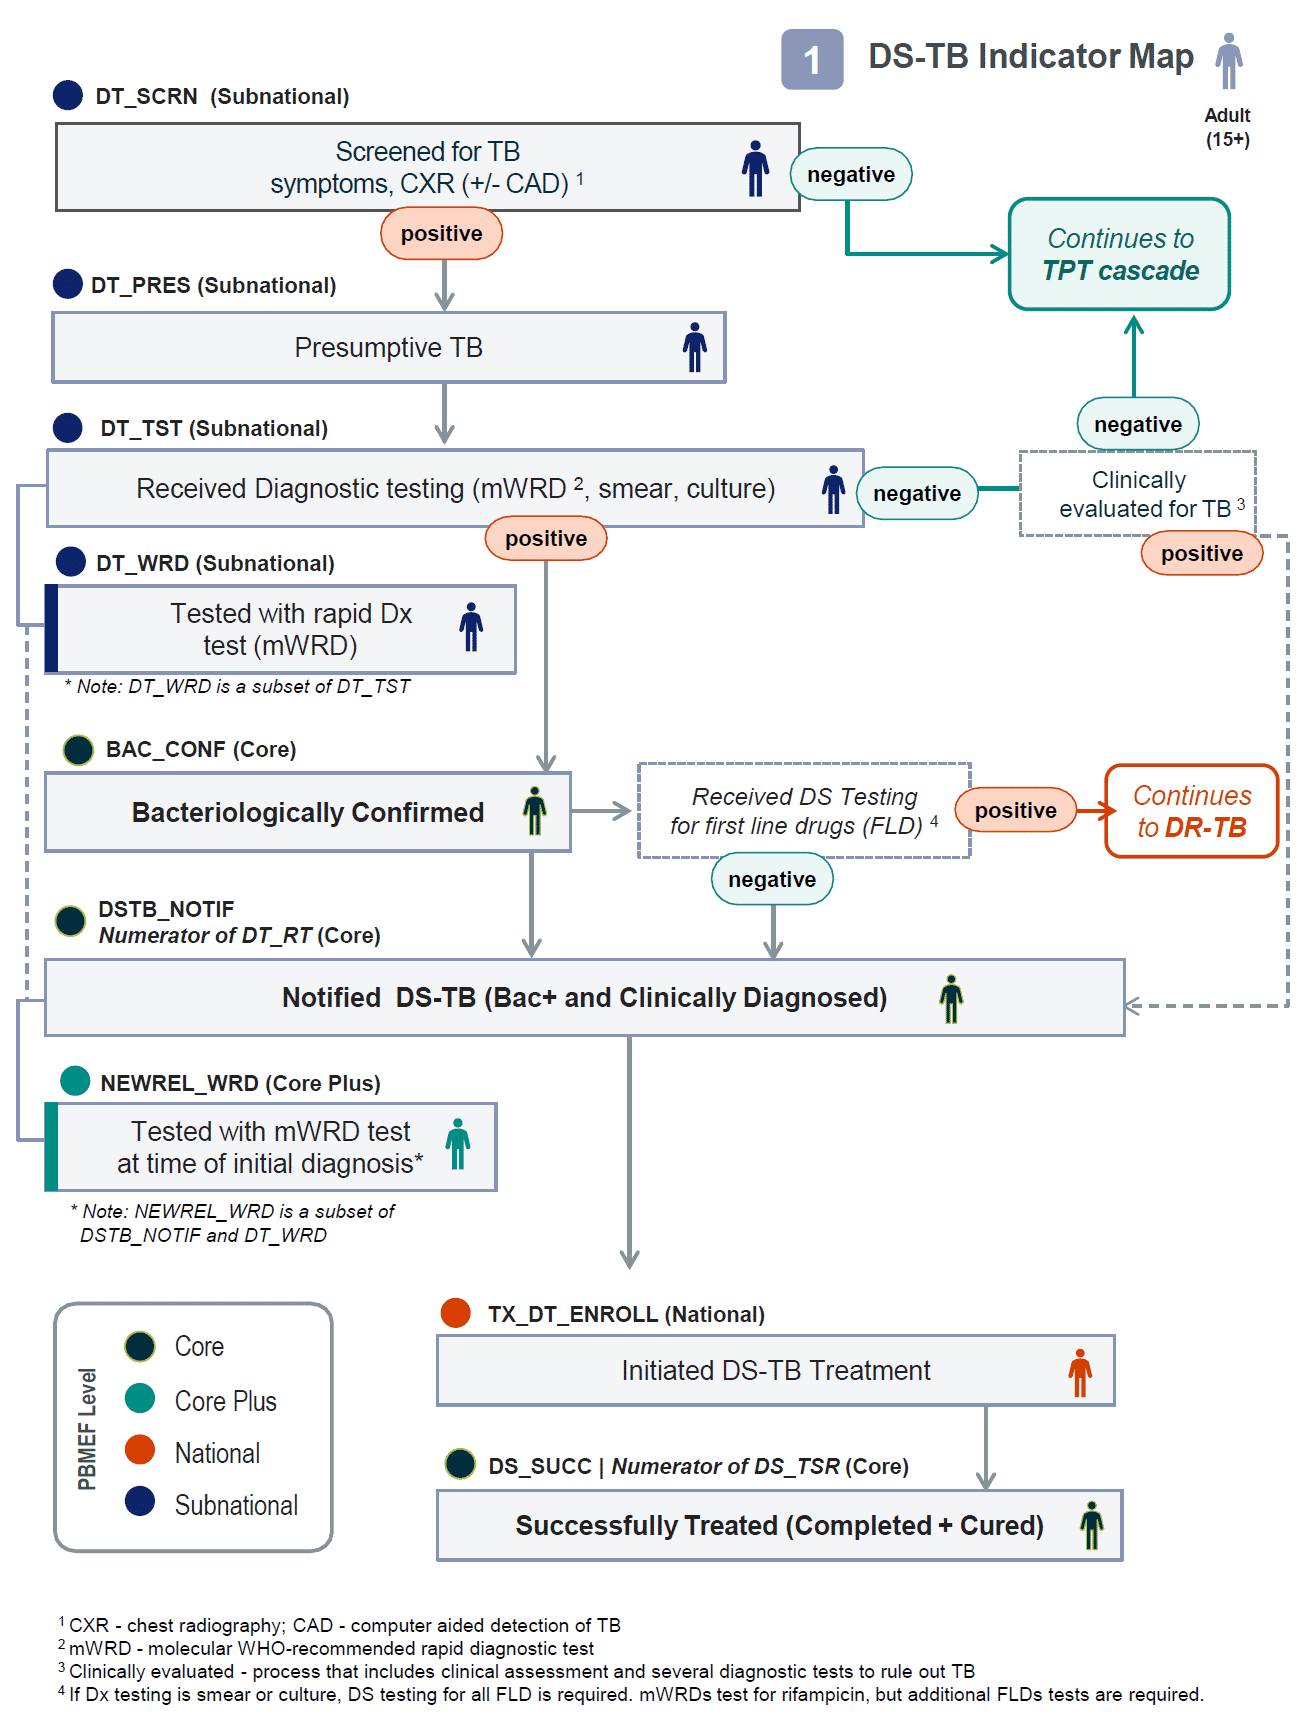 1
DS-TB Indicator Map
Adult
(15+)
DT_SCRN (Subnational)
Screened for TB
symptoms, CXR (+/- CAD) 1
negative
positive
Continues to
TPT cascade
DT_PRES (Subnational)
Presumptive TB
DT_TST (Subnational)
Received Diagnostic testing (mWRD 2, smear, culture)
negative
positive
negative
Clinically
evaluated for TB 3
positive
DT_WRD (Subnational)
Tested with rapid Dx
test (mWRD)
* Note: DT_WRD is a subset of DT_TST
BAC_CONF (Core)
Bacteriologically Confirmed
Received DS Testing
for first line drugs (FLD) 4
positive
Continues
to DR-TB
negative
DSTB_NOTIF
Numerator of DT_RT (Core)
Notified DS-TB (Bac+ and Clinically Diagnosed)
NEWREL_WRD (Core Plus)
Tested with mWRD test
at time of initial diagnosis*
* Note: NEWREL_WRD is a subset of
DSTB_NOTIF and DT_WRD
PBMEF Level
Core
Core Plus
National
Subnational
TX_DT_ENROLL (National)
Initiated DS-TB Treatment
DS_SUCC | Numerator of DS_TSR (Core)
Successfully Treated (Completed + Cured)
1 CXR - chest radiography; CAD - computer aided detection of TB
2 mWRD - molecular WHO-recommended rapid diagnostic test
3 Clinically evaluated - process that includes clinical assessment and several diagnostic tests to rule out TB
4 If Dx testing is smear or culture, DS testing for all FLD is required. mWRDs test for rifampicin, but additional FLDs tests are required.